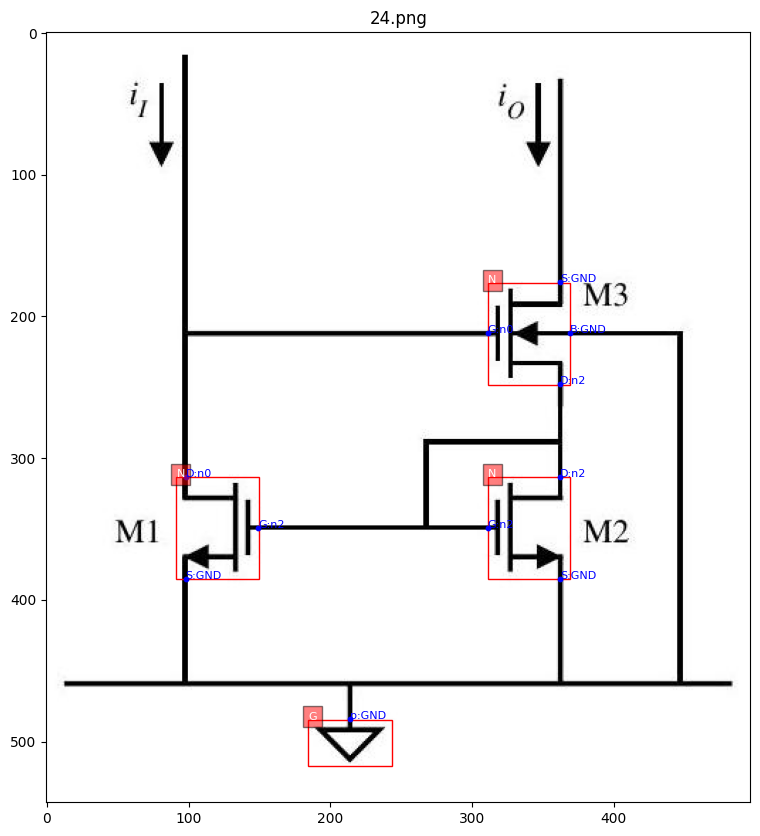 24.png
0
100
200
300
400
500
i_I
i_O
N
S:GND
M3
G:n0
B:GND
D:n2
N
D:n0
N
D:n2
M1
G:n2
G:n2
M2
S:GND
S:GND
G
p:GND
0
100
200
300
400